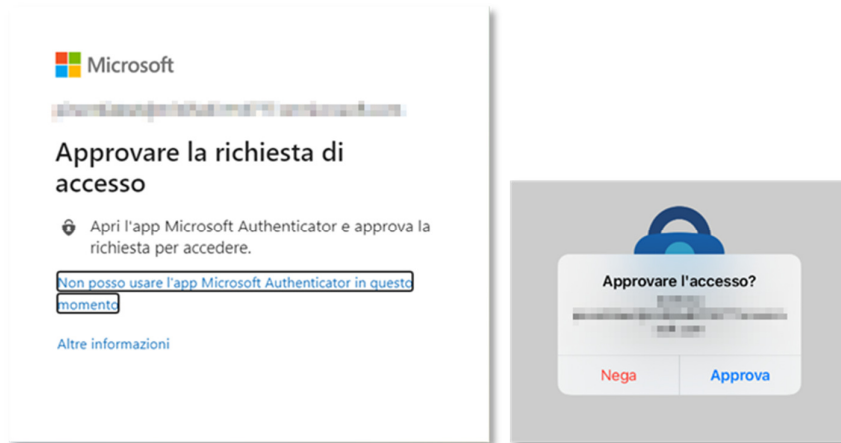 Microsoft
Approvare la richiesta di
accesso
Apri l'app Microsoft Authenticator e approva la
richiesta per accedere.
Non posso usare l'app Microsoft Authenticator in questo
momento
Altre informazioni
Approvare l'accesso?
Nega
Approva